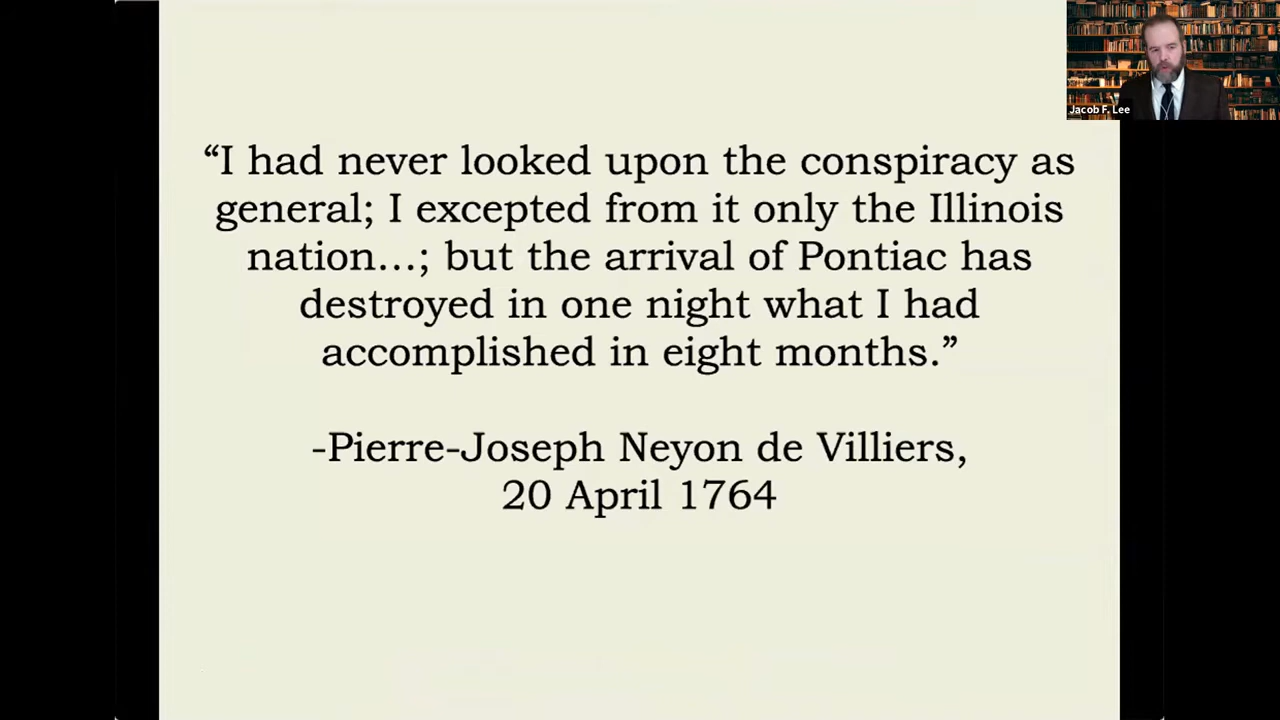 Jacob F. Lee
“I had never looked upon the conspiracy as
general; I excepted from it only the Illinois
nation...; but the arrival of Pontiac has
destroyed in one night what I had
accomplished in eight months.”
-Pierre-Joseph Neyon de Villiers,
20 April 1764